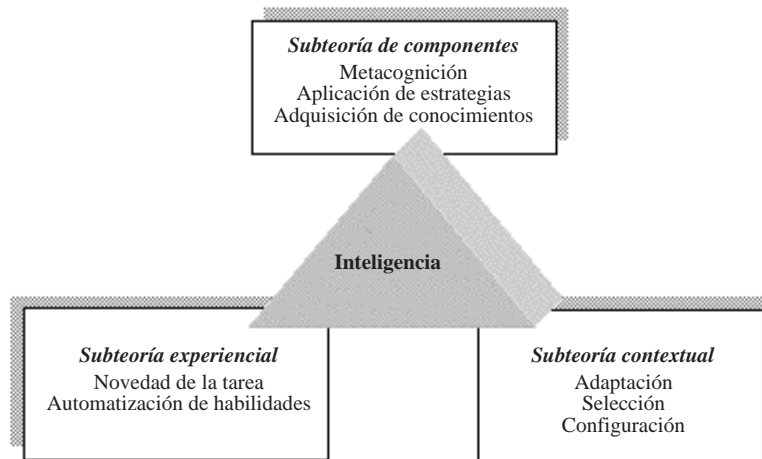 Subteoría de componentes
Metacognición
Aplicación de estrategias
Adquisición de conocimientos
Inteligencia
Subteoría experiencial
Novedad de la tarea
Automatización de habilidades
Subteoría contextual
Adaptación
Selección
Configuración